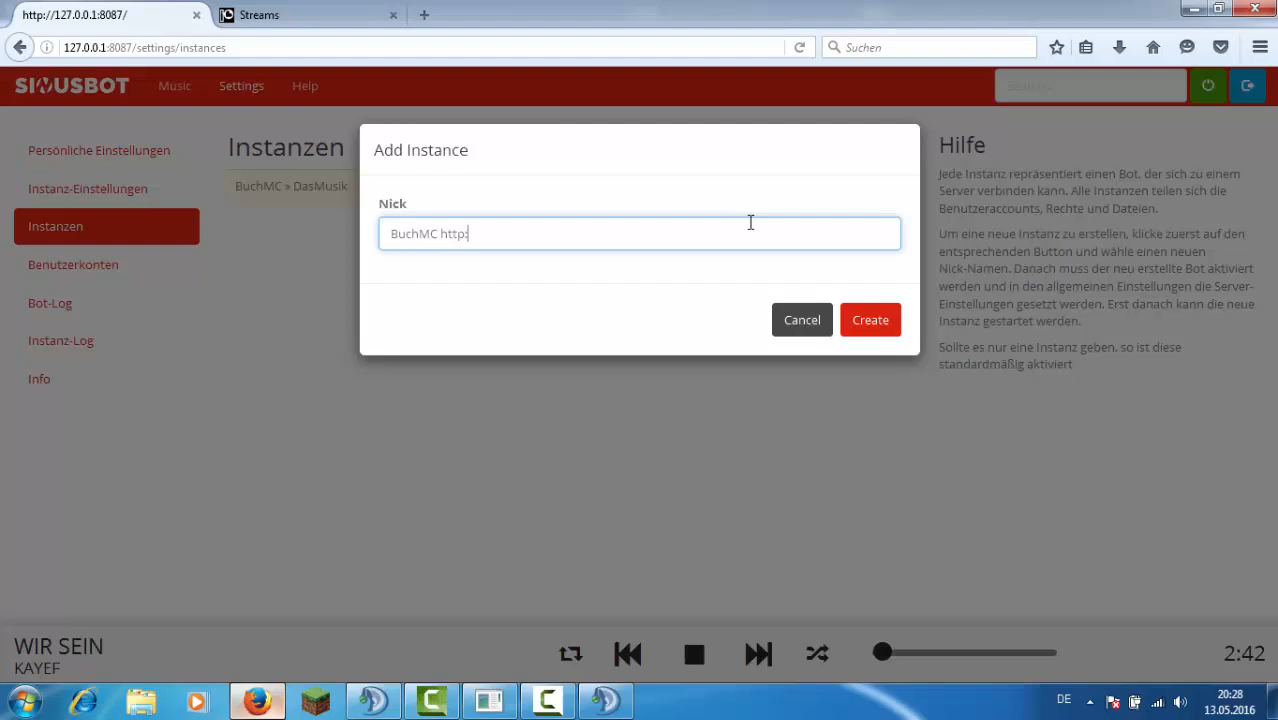 http://127.0.0.1:8087/
Streams
127.0.0.1:8087/settings/instances
Suchen
SINUSBOT
Music
Settings
Help
Persönliche Einstellungen
Instanz-Einstellungen
Instanzen
Benutzerkonten
Bot-Log
Instanz-Log
Info
Instanzen
BuchMC » DasMusik
Add Instance
Nick
BuchMC http:
Cancel
Create
Hilfe
Jede Instanz repräsentiert einen Bot, der sich zu einem
Server verbinden kann. Alle Instanzen teilen sich die
Benutzeraccounts, Rechte und Dateien.
Um eine neue Instanz zu erstellen, klicke zuerst auf den
entsprechenden Button und wähle einen neuen
Nick-Namen. Danach muss der neu erstellte Bot aktiviert
werden und in den allgemeinen Einstellungen die Server-
Einstellungen gesetzt werden. Erst danach kann die neue
Instanz gestartet werden.
Sollte es nur eine Instanz geben, so ist diese
standardmäßig aktiviert
WIR SEIN
KAYEF
2:42
DE
20:28
13.05.2016